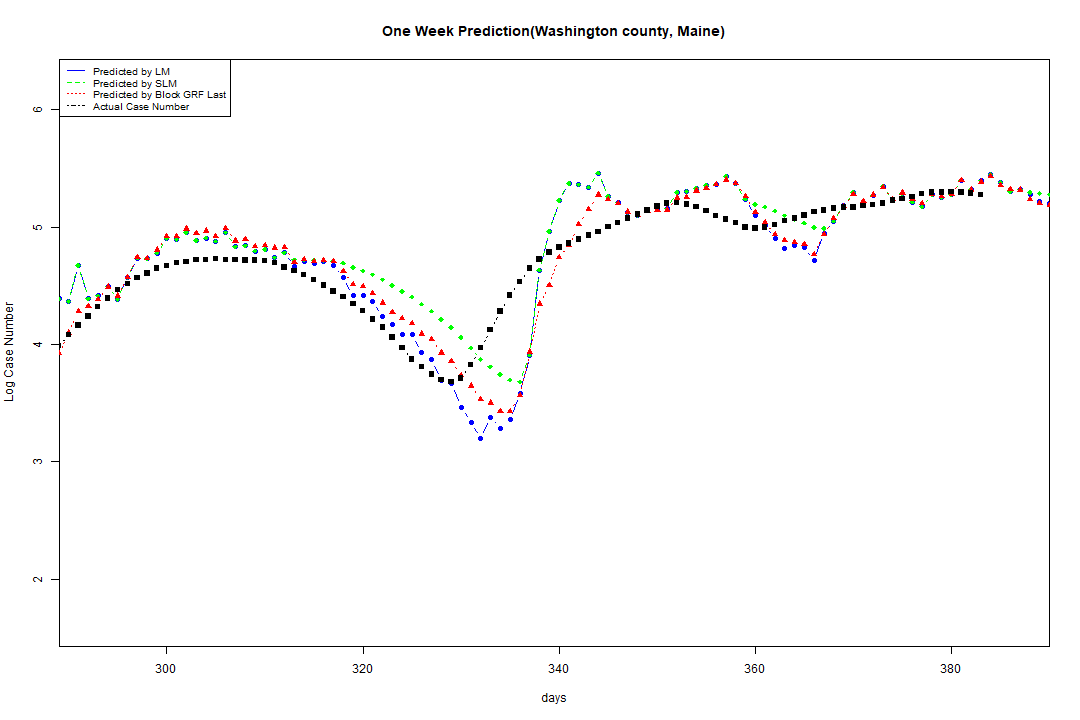 One Week Prediction(Washington county, Maine)
Predicted by LM
Predicted by SLM
Predicted by Block GRF Last
Actual Case Number
6
5
4
3
2
Log Case Number
300 320 340 360 380
days